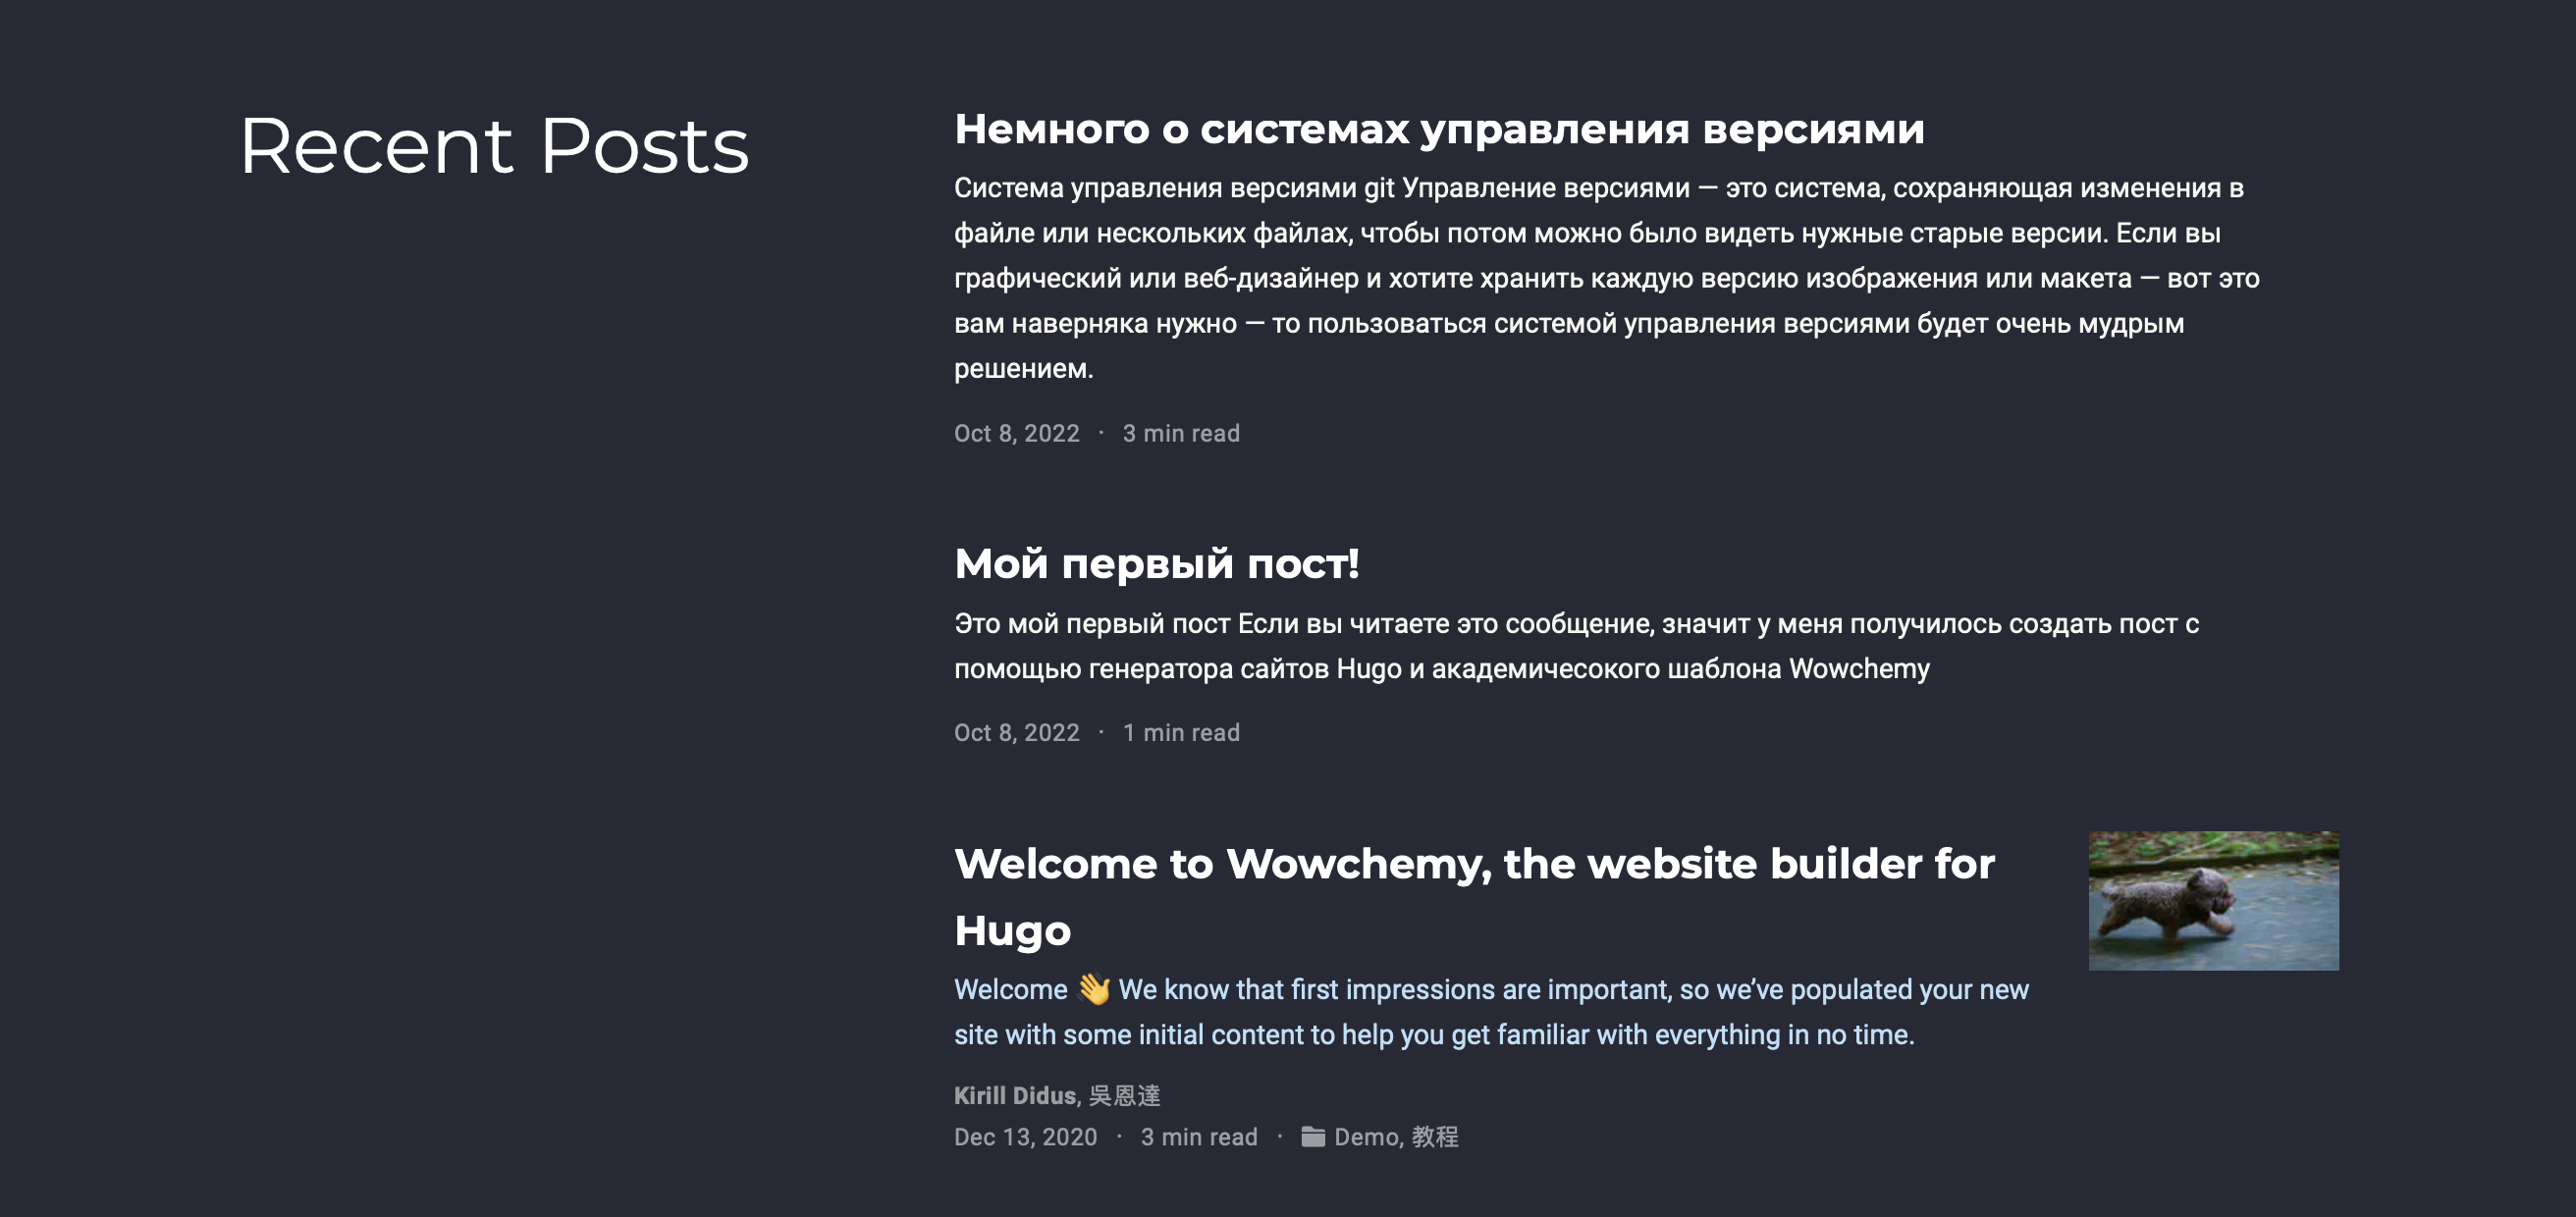 Recent Posts
Немного о системах управления версиями
Система управления версиями git Управление версиями — это система, сохраняющая изменения в
файле или нескольких файлах, чтобы потом можно было видеть нужные старые версии. Если вы
графический или веб-дизайнер и хотите хранить каждую версию изображения или макета — вот это
вам наверняка нужно — то пользоваться системой управления версиями будет очень мудрым
решением.
Oct 8, 2022 · 3 min read
Мой первый пост!
Это мой первый пост Если вы читаете это сообщение, значит у меня получилось создать пост с
помощью генератора сайтов Hugo и академичесокого шаблона Wowchemy
Oct 8, 2022 · 1 min read
Welcome to Wowchemy, the website builder for
Hugo
Welcome 👋 We know that first impressions are important, so we’ve populated your new
site with some initial content to help you get familiar with everything in no time.
Kirill Didus, 吳恩達
Dec 13, 2020 · 3 min read · Demo, 教程